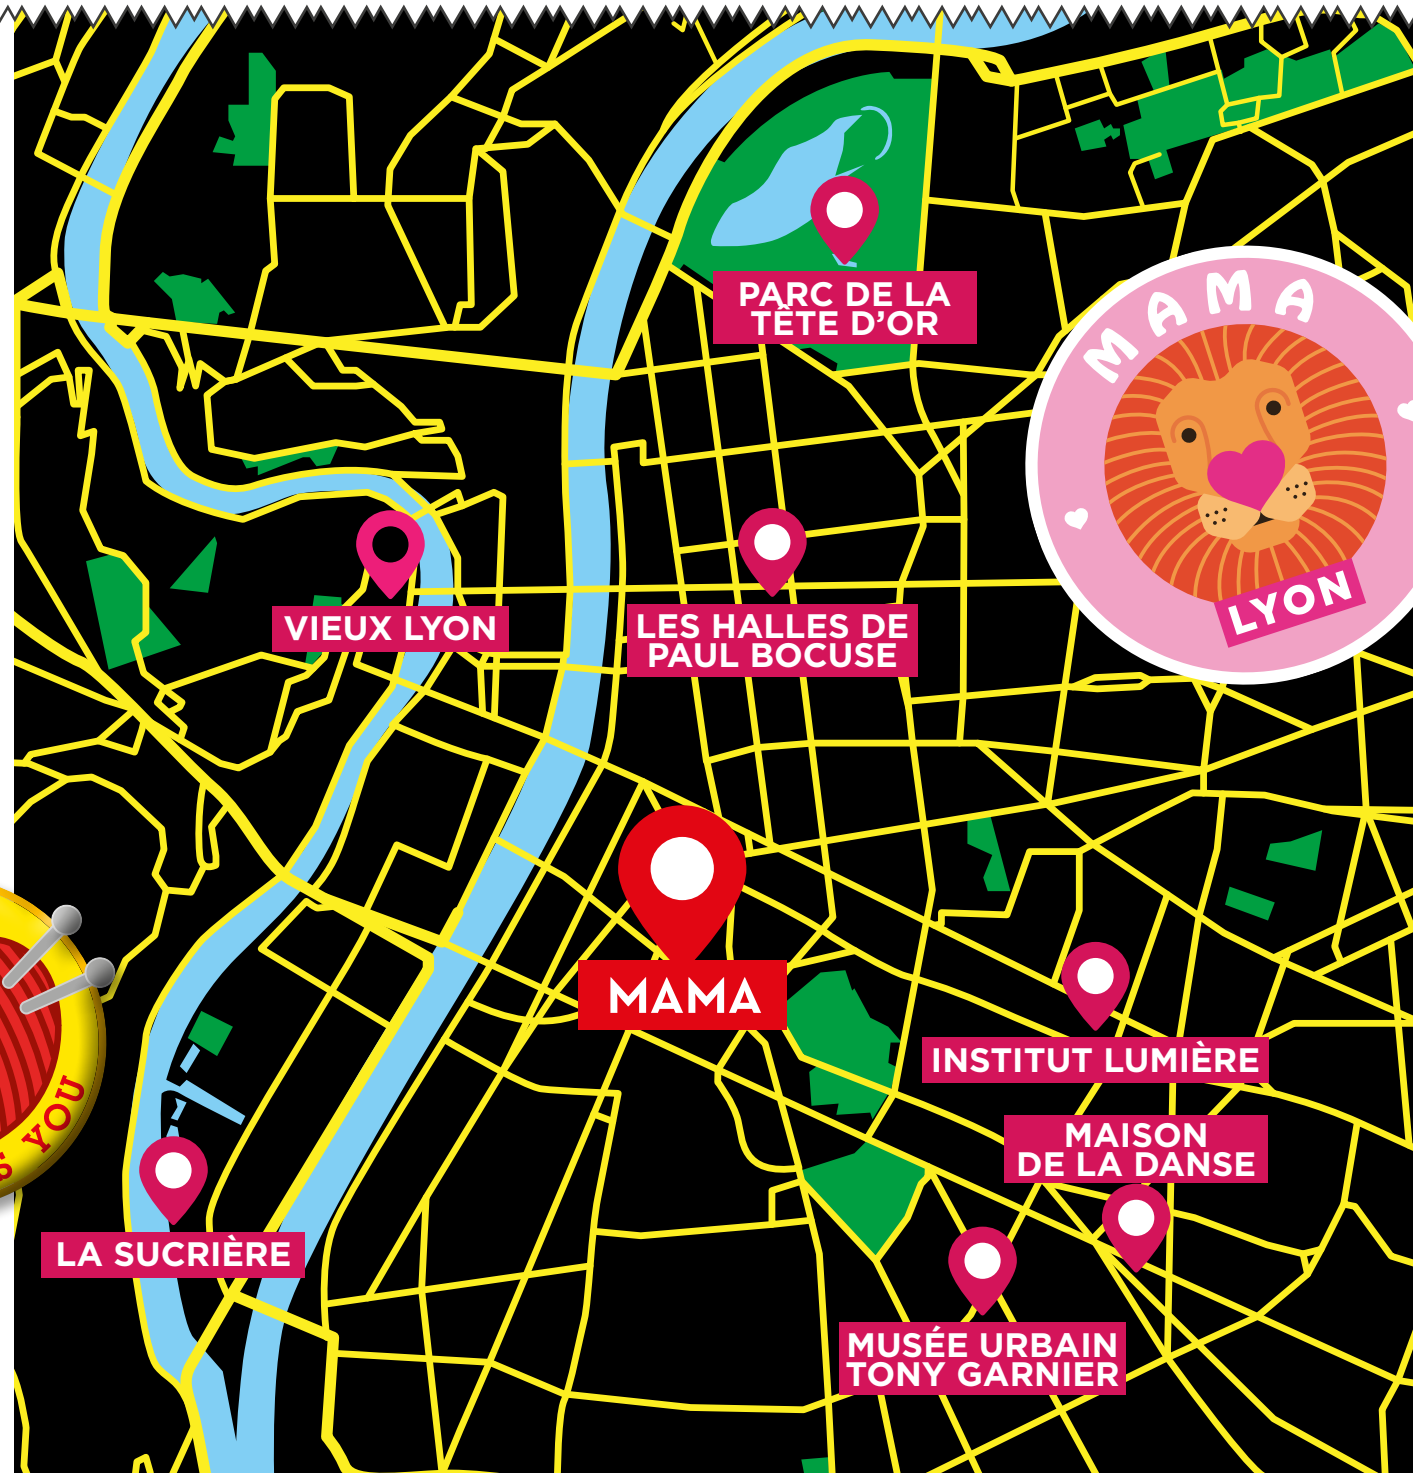 PARC DE LA
TÊTE D'OR
MAMA
LYON
VIEUX LYON
LES HALLES DE
PAUL BOCUSE
MAMA
INSTITUT LUMIÈRE
MAISON
DE LA DANSE
YOU
LA SUCRIÈRE
MUSÉE URBAIN
TONY GARNIER